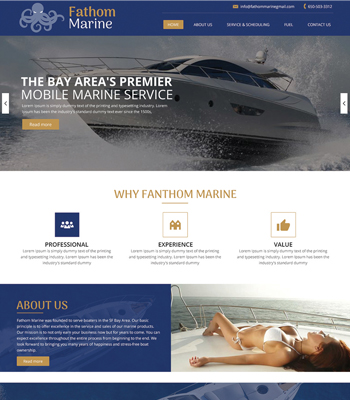 Fathom
Marine
info@fathommarinegmail.com
650 503 0312
HOME
ABOUT US
SERVICE & SCHEDULING
FUEL
CONTACT US
THE BAY AREA'S PREMIER
MOBILE MARINE SERVICE
Lorem Ipsum is simply dummy text of the printing
and typesetting industry. Lorem Ipsum has been the industry's
standard dummy text ever since the 1500s.
Read more
WHY FANTHOM MARINE
PROFESSIONAL
Lorem Ipsum is simply dummy text of the printing
and typesetting industry. Lorem Ipsum has been the industry's
standard dummy
EXPERIENCE
Lorem Ipsum is simply dummy text of the printing
and typesetting industry. Lorem Ipsum has been the industry's
standard dummy text
VALUE
Lorem Ipsum is simply dummy text of the printing
and typesetting industry. Lorem Ipsum has been the industry's
standard dummy
ABOUT US
Fathom Marine was founded to serve boaters in the SF Bay Area. Our basic
principle is to offer excellence in the service and sales of our marine products.
Our mission is to not only earn your business now but for years to come. You can
expect excellence throughout the entire process from beginning to the end. We
look forward to bringing you many years of happiness and stress-free boat
ownership.
Read more